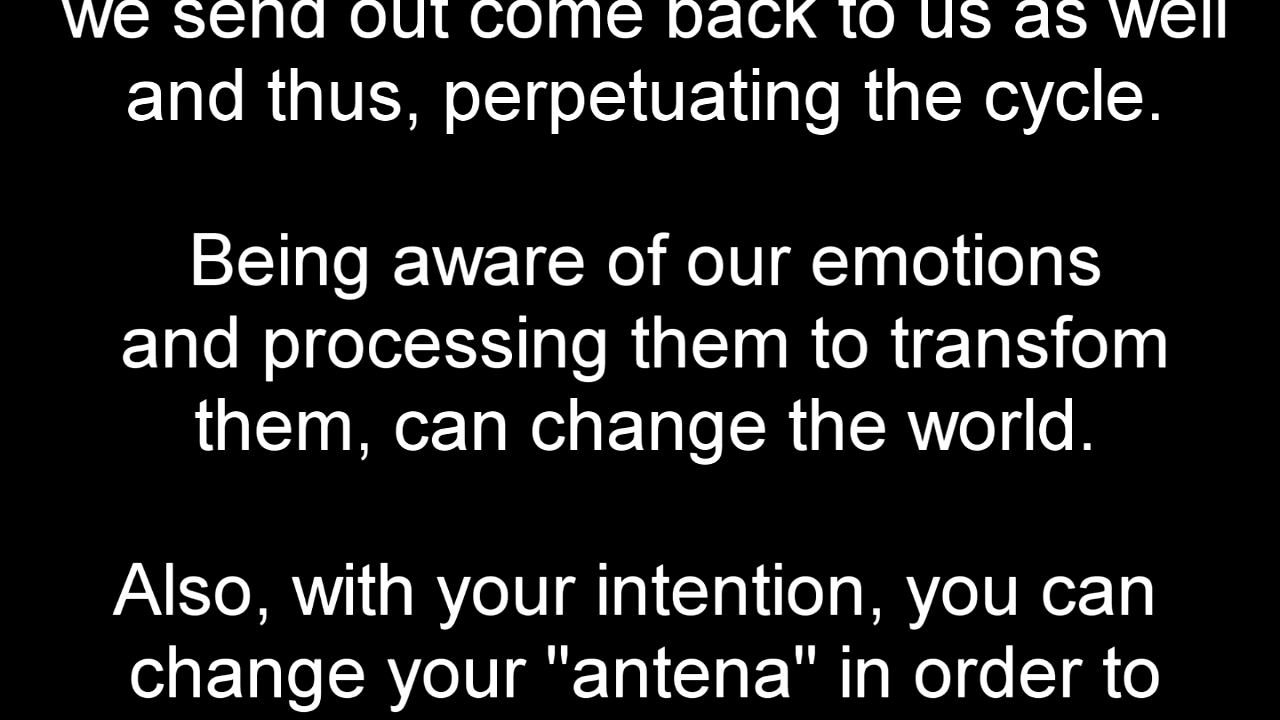 we send out come back to us as well
and thus, perpetuating the cycle.
Being aware of our emotions
and processing them to transfom
them, can change the world.
Also, with your intention, you can
change your "antena" in order to